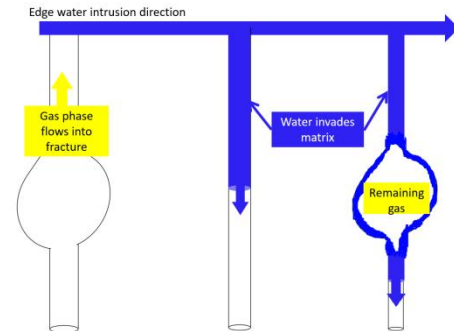 Edge water intrusion direction
Gas phase
flows into
fracture
Water invades
matrix
Remaining
gas